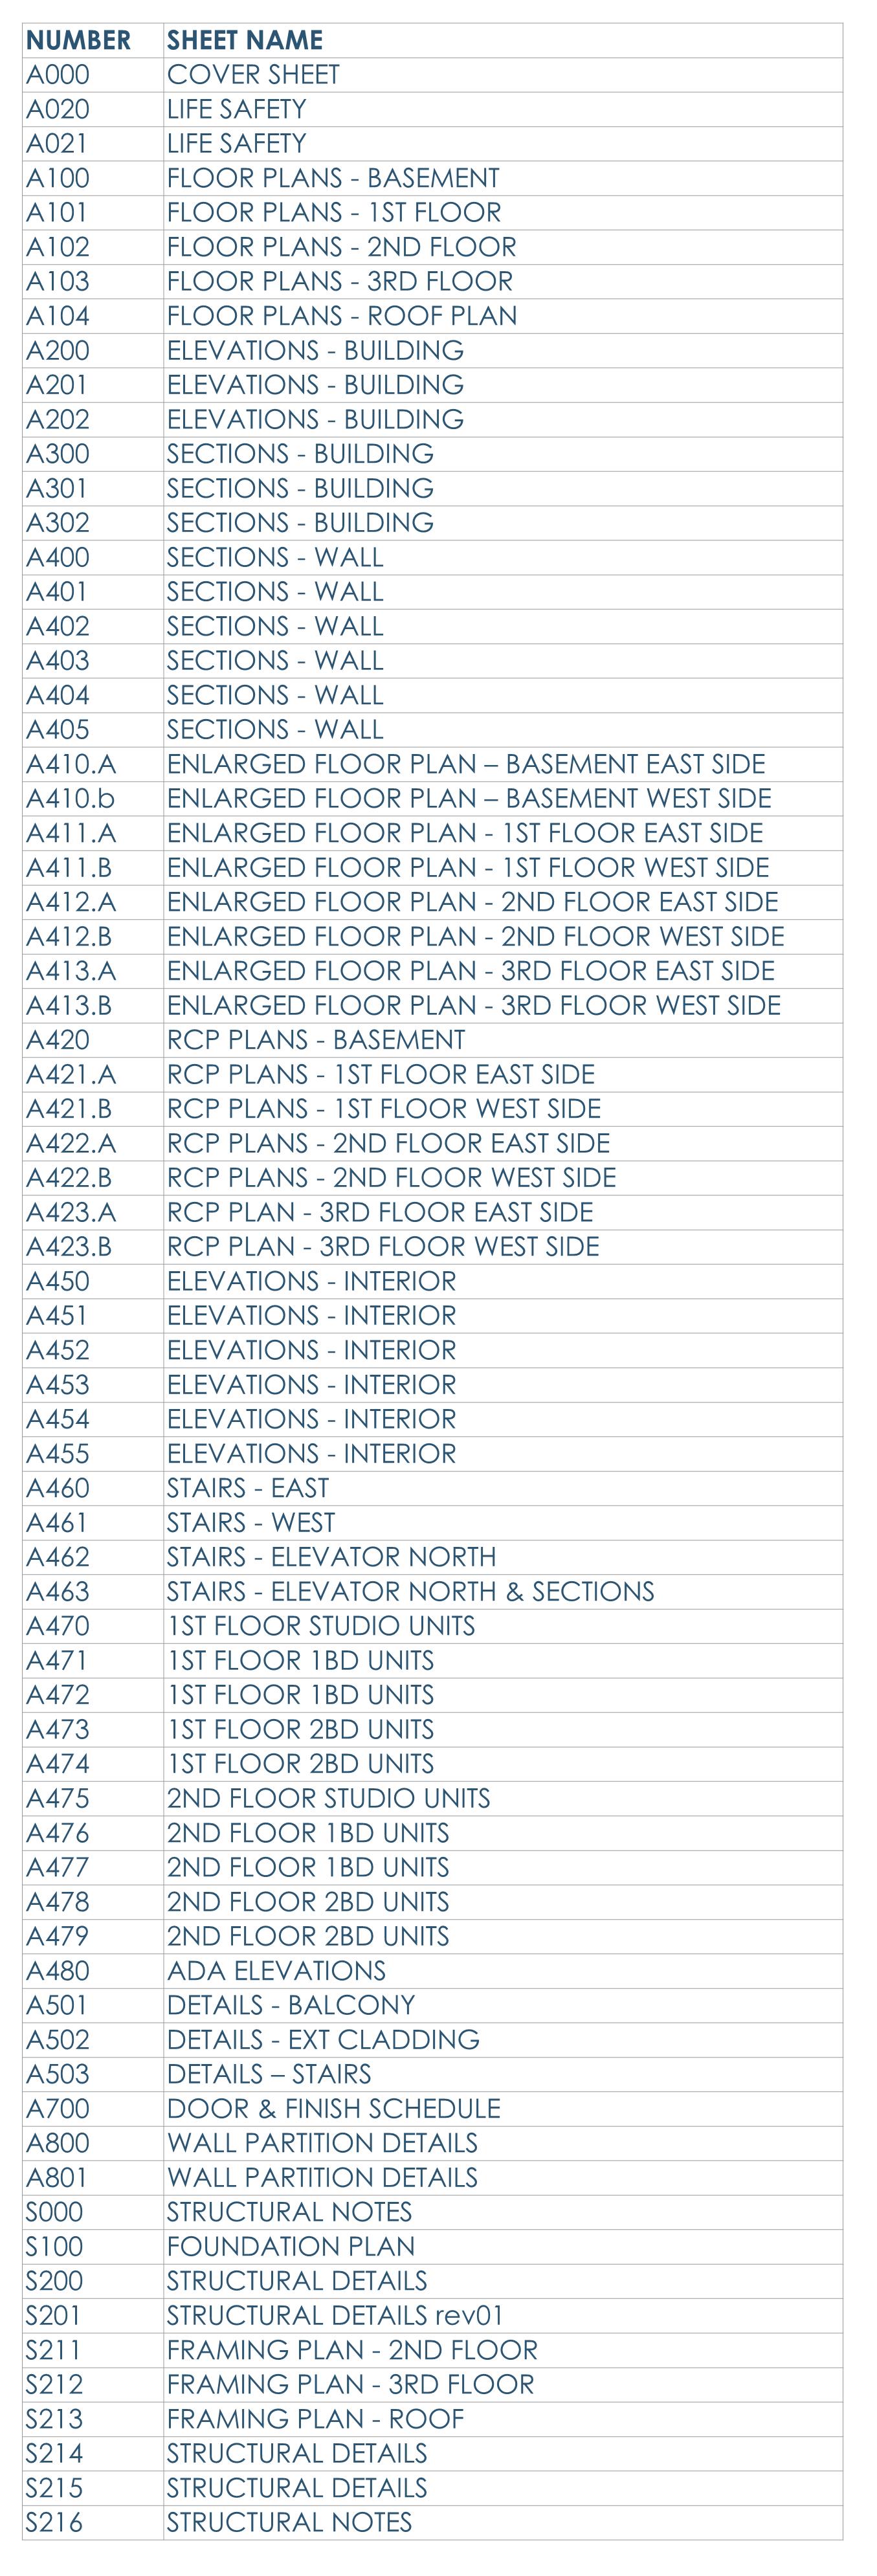 NUMBER SHEET NAME
A000 COVER SHEET
A020 LIFE SAFETY
A021 LIFE SAFETY
A100 FLOOR PLANS - BASEMENT
A101 FLOOR PLANS - 1ST FLOOR
A102 FLOOR PLANS - 2ND FLOOR
A103 FLOOR PLANS - 3RD FLOOR
A104 FLOOR PLANS - ROOF PLAN
A200 ELEVATIONS - BUILDING
A201 ELEVATIONS - BUILDING
A202 ELEVATIONS - BUILDING
A300 SECTIONS - BUILDING
A301 SECTIONS - BUILDING
A302 SECTIONS - BUILDING
A400 SECTIONS - WALL
A401 SECTIONS - WALL
A402 SECTIONS - WALL
A403 SECTIONS - WALL
A404 SECTIONS - WALL
A405 SECTIONS - WALL
A410.A ENLARGED FLOOR PLAN – BASEMENT EAST SIDE
A410.b ENLARGED FLOOR PLAN – BASEMENT WEST SIDE
A411.A ENLARGED FLOOR PLAN - 1ST FLOOR EAST SIDE
A411.B ENLARGED FLOOR PLAN - 1ST FLOOR WEST SIDE
A412.A ENLARGED FLOOR PLAN - 2ND FLOOR EAST SIDE
A412.B ENLARGED FLOOR PLAN - 2ND FLOOR WEST SIDE
A413.A ENLARGED FLOOR PLAN - 3RD FLOOR EAST SIDE
A413.B ENLARGED FLOOR PLAN - 3RD FLOOR WEST SIDE
A420 RCP PLANS - BASEMENT
A421.A RCP PLANS - 1ST FLOOR EAST SIDE
A421.B RCP PLANS - 1ST FLOOR WEST SIDE
A422.A RCP PLANS - 2ND FLOOR EAST SIDE
A422.B RCP PLANS - 2ND FLOOR WEST SIDE
A423.A RCP PLAN - 3RD FLOOR EAST SIDE
A423.B RCP PLAN - 3RD FLOOR WEST SIDE
A450 ELEVATIONS - INTERIOR
A451 ELEVATIONS - INTERIOR
A452 ELEVATIONS - INTERIOR
A453 ELEVATIONS - INTERIOR
A454 ELEVATIONS - INTERIOR
A455 ELEVATIONS - INTERIOR
A460 STAIRS - EAST
A461 STAIRS - WEST
A462 STAIRS - ELEVATOR NORTH
A463 STAIRS - ELEVATOR NORTH & SECTIONS
A470 1ST FLOOR STUDIO UNITS
A471 1ST FLOOR 1BD UNITS
A472 1ST FLOOR 1BD UNITS
A473 1ST FLOOR 2BD UNITS
A474 1ST FLOOR 2BD UNITS
A475 2ND FLOOR STUDIO UNITS
A476 2ND FLOOR 1BD UNITS
A477 2ND FLOOR 1BD UNITS
A478 2ND FLOOR 2BD UNITS
A479 2ND FLOOR 2BD UNITS
A480 ADA ELEVATIONS
A501 DETAILS - BALCONY
A502 DETAILS - EXT CLADDING
A503 DETAILS – STAIRS
A700 DOOR & FINISH SCHEDULE
A800 WALL PARTITION DETAILS
A801 WALL PARTITION DETAILS
S000 STRUCTURAL NOTES
S100 FOUNDATION PLAN
S200 STRUCTURAL DETAILS
S201 STRUCTURAL DETAILS rev01
S211 FRAMING PLAN - 2ND FLOOR
S212 FRAMING PLAN - 3RD FLOOR
S213 FRAMING PLAN - ROOF
S214 STRUCTURAL DETAILS
S215 STRUCTURAL DETAILS
S216 STRUCTURAL NOTES